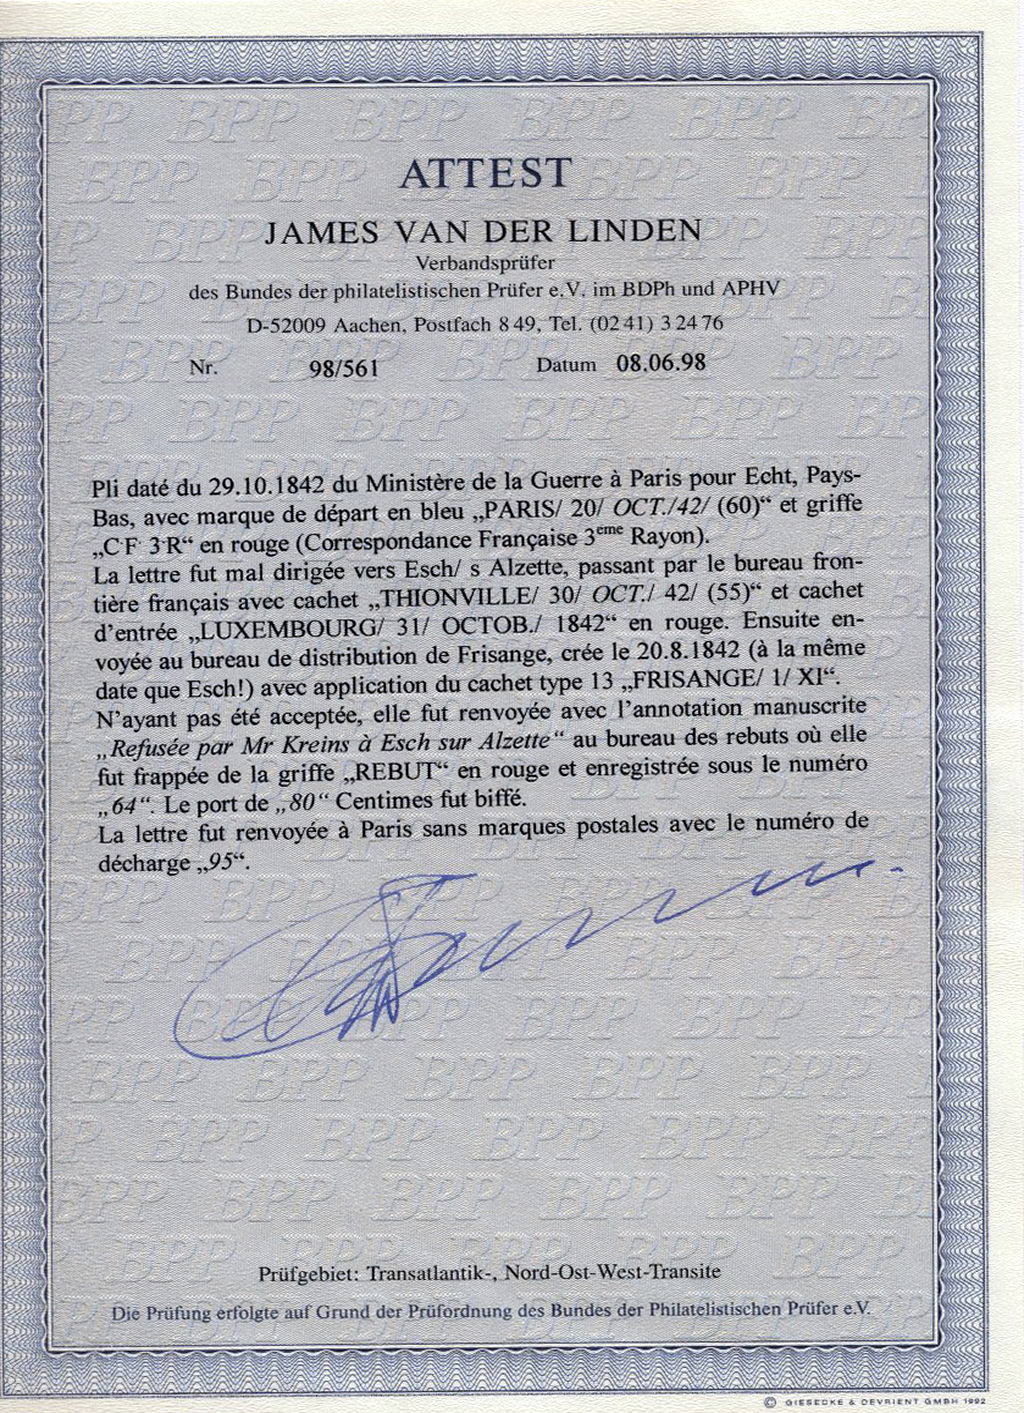 ATTEST
JAMES VAN DER LINDEN
Verbandsprüfer
des Bundes der philatelistischen Prüfer e.V. im BDPh und APHV
D-52009 Aachen, Postfach 8 49, Tel. (02 41) 3 24 76
Nr. 98/561 Datum 08.06.98
Pli daté du 29.10.1842 du Ministère de la Guerre à Paris pour Echt, Pays-
Bas, avec marque de départ en bleu „PARIS/ 20/ OCT./42/ (60)“ et griffe
„C·F· 3·R“ en rouge (Correspondance Française 3eme Rayon).
La lettre fut mal dirigée vers Esch/ s Alzette, passant par le bureau fron-
tière français avec cachet „THIONVILLE/ 30/ OCT./ 42/ (55)“ et cachet
d'entrée „LUXEMBOURG/ 31/ OCTOB./ 1842“ en rouge. Ensuite en-
voyée au bureau de distribution de Frisange, crée le 20.8.1842 (à la même
date que Esch!) avec application du cachet type 13 „FRISANGE/ 1/ XI“.
N'ayant pas été acceptée, elle fut renvoyée avec l'annotation manuscrite
„Refusée par Mr Kreins à Esch sur Alzette“ au bureau des rebuts où elle
fut frappée de la griffe „REBUT“ en rouge et enregistrée sous le numéro
„64“. Le port de „80“ Centimes fut biffé.
La lettre fut renvoyée à Paris sans marques postales avec le numéro de
décharge „95“.
Prüfgebiet: Transatlantik-, Nord-Ost-West-Transite
Die Prüfung erfolgte auf Grund der Prüfordnung des Bundes der Philatelistischen Prüfer e.V.
© GIESECKE & DEVRIENT GMBH 1992